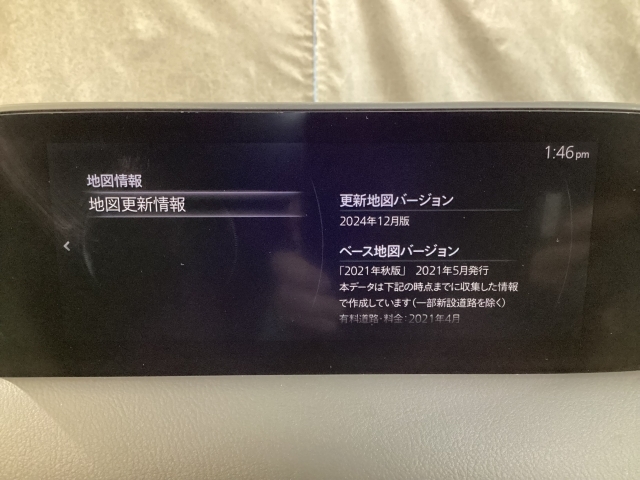 1:46pm
地図情報
地図更新情報
更新地図バージョン
2024年12月版
ベース地図バージョン
「2021年秋版」 2021年5月発行
本データは下記の時点までに収集した情報
で作成しています(一部新設道路を除く)
有料道路・料金：2021年4月